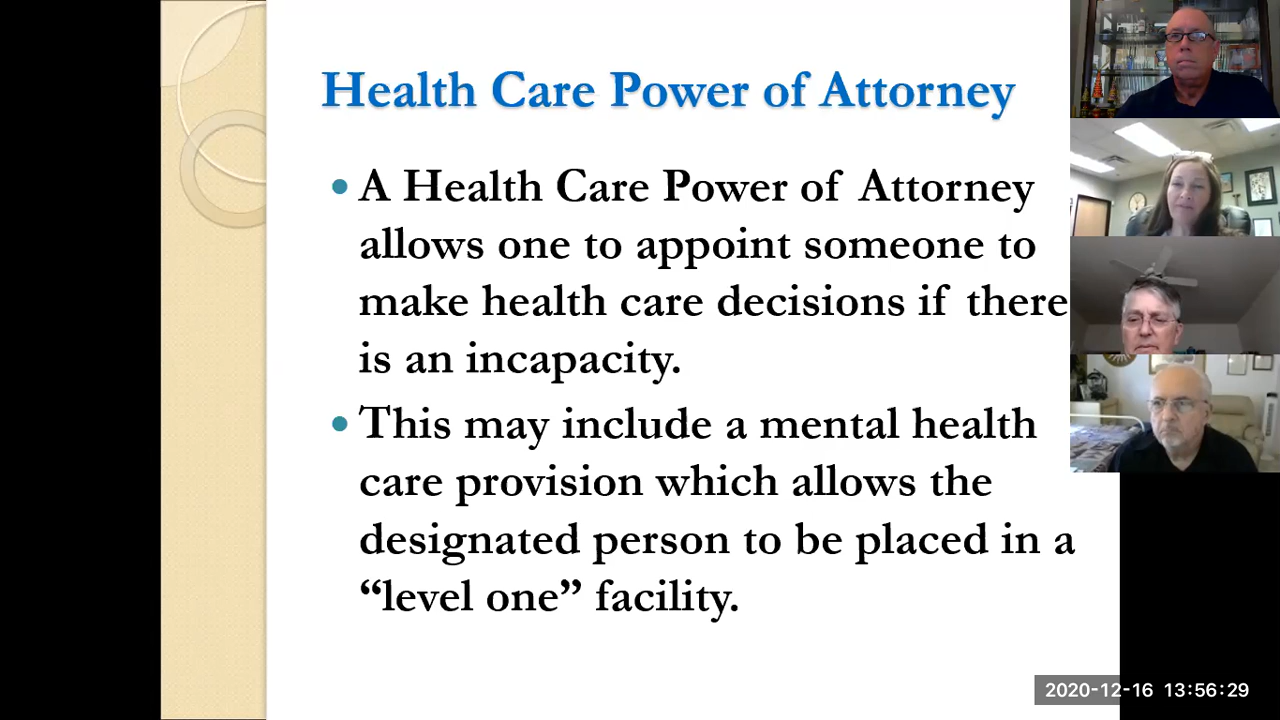 Health Care Power of Attorney
• A Health Care Power of Attorney
allows one to appoint someone to
make health care decisions if there
is an incapacity.
• This may include a mental health
care provision which allows the
designated person to be placed in a
“level one” facility.
2020-12-16 13:56:29